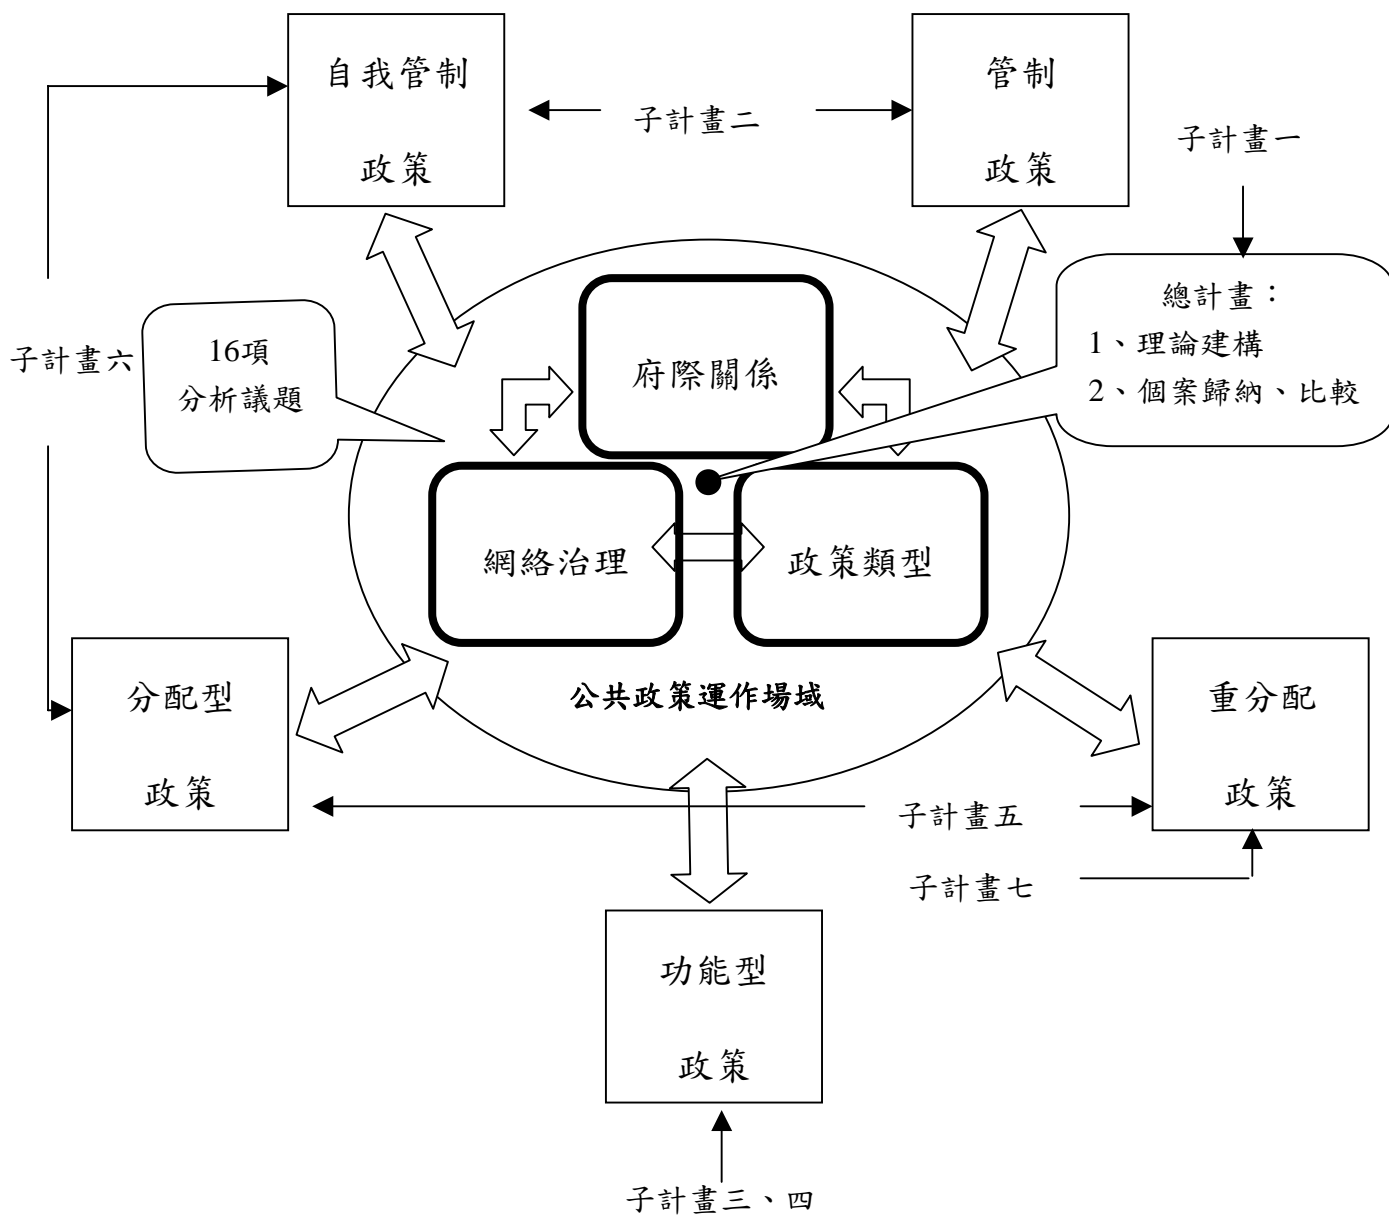 自我管制
政策
子計畫二
管制
政策
子計畫一
總計畫：
1、理論建構
2、個案歸納、比較
子計畫六
16項
分析議題
府際關係
網絡治理
政策類型
公共政策運作場域
分配型
政策
重分配
政策
子計畫五
子計畫七
功能型
政策
子計畫三、四